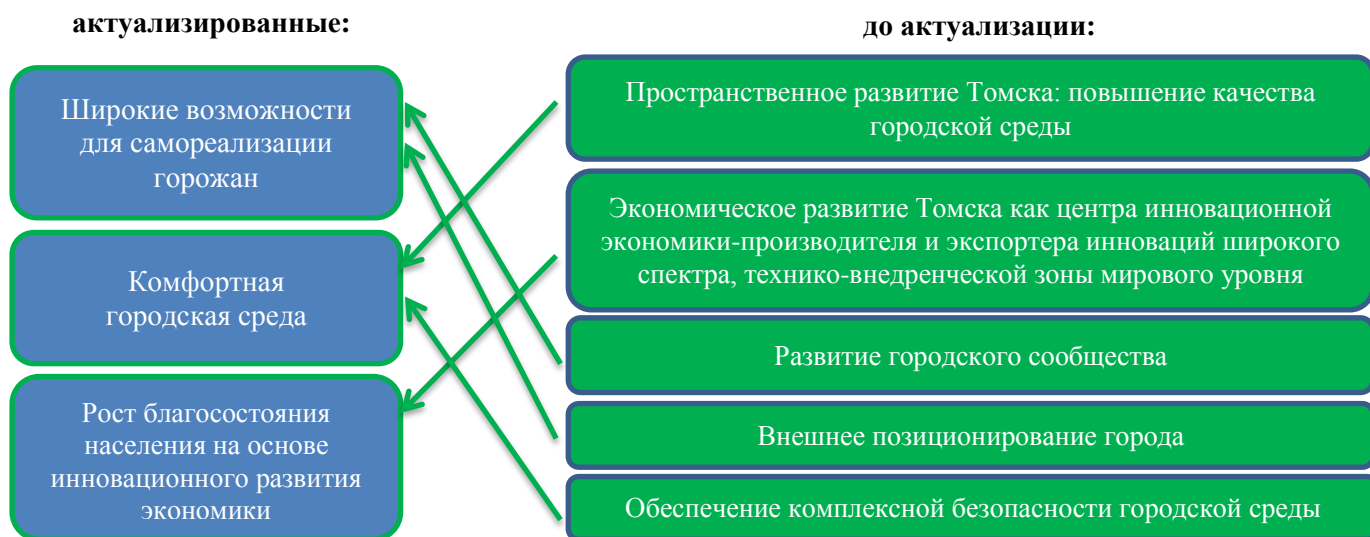 актуализированные:
Широкие возможности
для самореализации
горожан
Комфортная
городская среда
Рост благосостояния
населения на основе
инновационного развития
экономики
до актуализации:
Пространственное развитие Томска: повышение качества
городской среды
Экономическое развитие Томска как центра инновационной
экономики-производителя и экспортера инноваций широкого
спектра, технико-внедренческой зоны мирового уровня
Развитие городского сообщества
Внешнее позиционирование города
Обеспечение комплексной безопасности городской среды